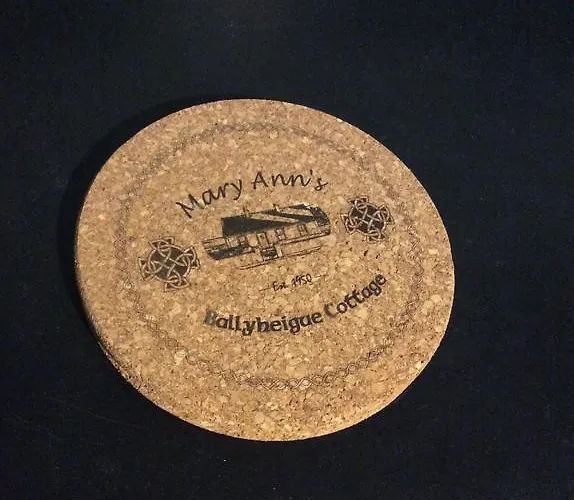 Mary Ann's
Est 1950
Ballyheigue Cottage